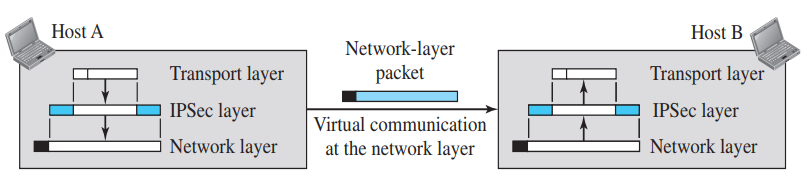 Host A
Transport layer
IPSec layer
Network layer
Network-layer
packet
Virtual communication
at the network layer
Host B
Transport layer
IPSec layer
Network layer